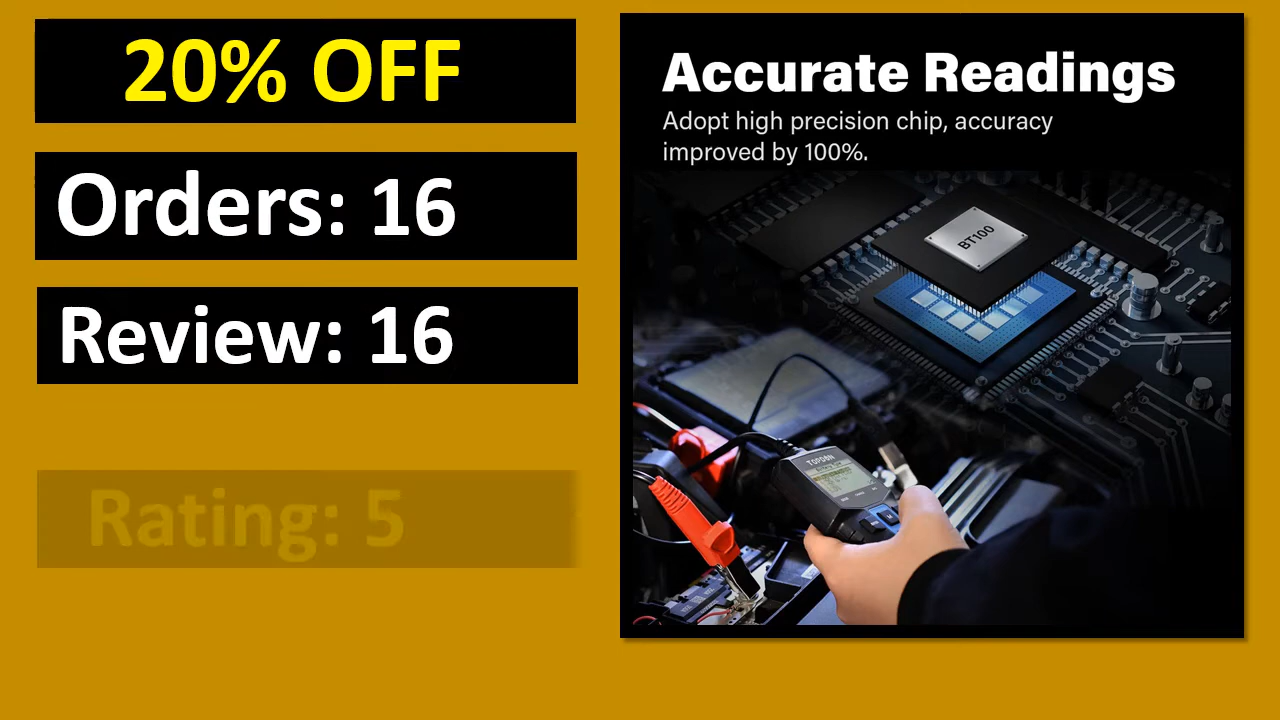 20% OFF
Orders: 16
Review: 16
Rating: 5
Accurate Readings
Adopt high precision chip, accuracy
improved by 100%.
BT100
TOPDON